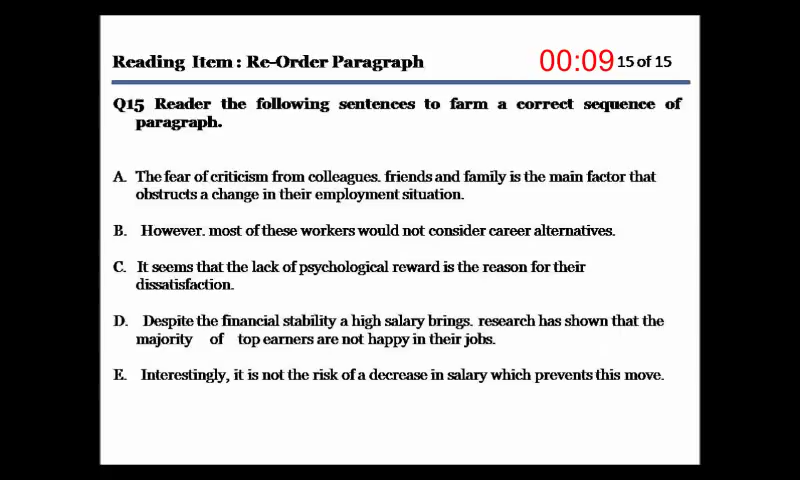 Reading Item : Re-Order Paragraph
00:09 15 of 15
Q15 Reader the following sentences to farm a correct sequence of
paragraph.
A. The fear of criticism from colleagues. friends and family is the main factor that
obstructs a change in their employment situation.
B. However. most of these workers would not consider career alternatives.
C. It seems that the lack of psychological reward is the reason for their
dissatisfaction.
D. Despite the financial stability a high salary brings. research has shown that the
majority of top earners are not happy in their jobs.
E. Interestingly, it is not the risk of a decrease in salary which prevents this move.